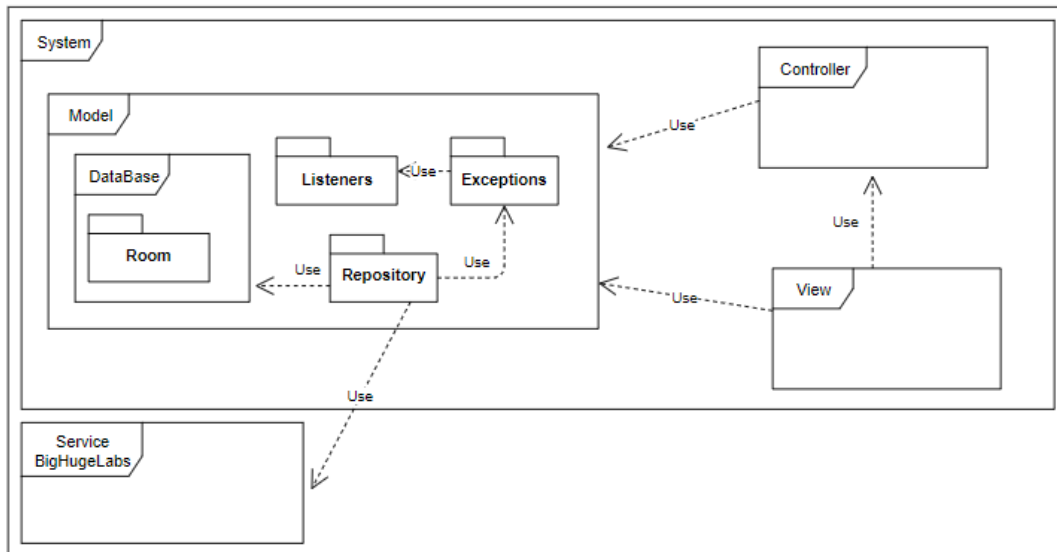 System
Controller
Model
Use
DataBase
Listeners
Use
Exceptions
Room
Use
Repository
Use
Use
Use
View
Use
Service
BigHugeLabs